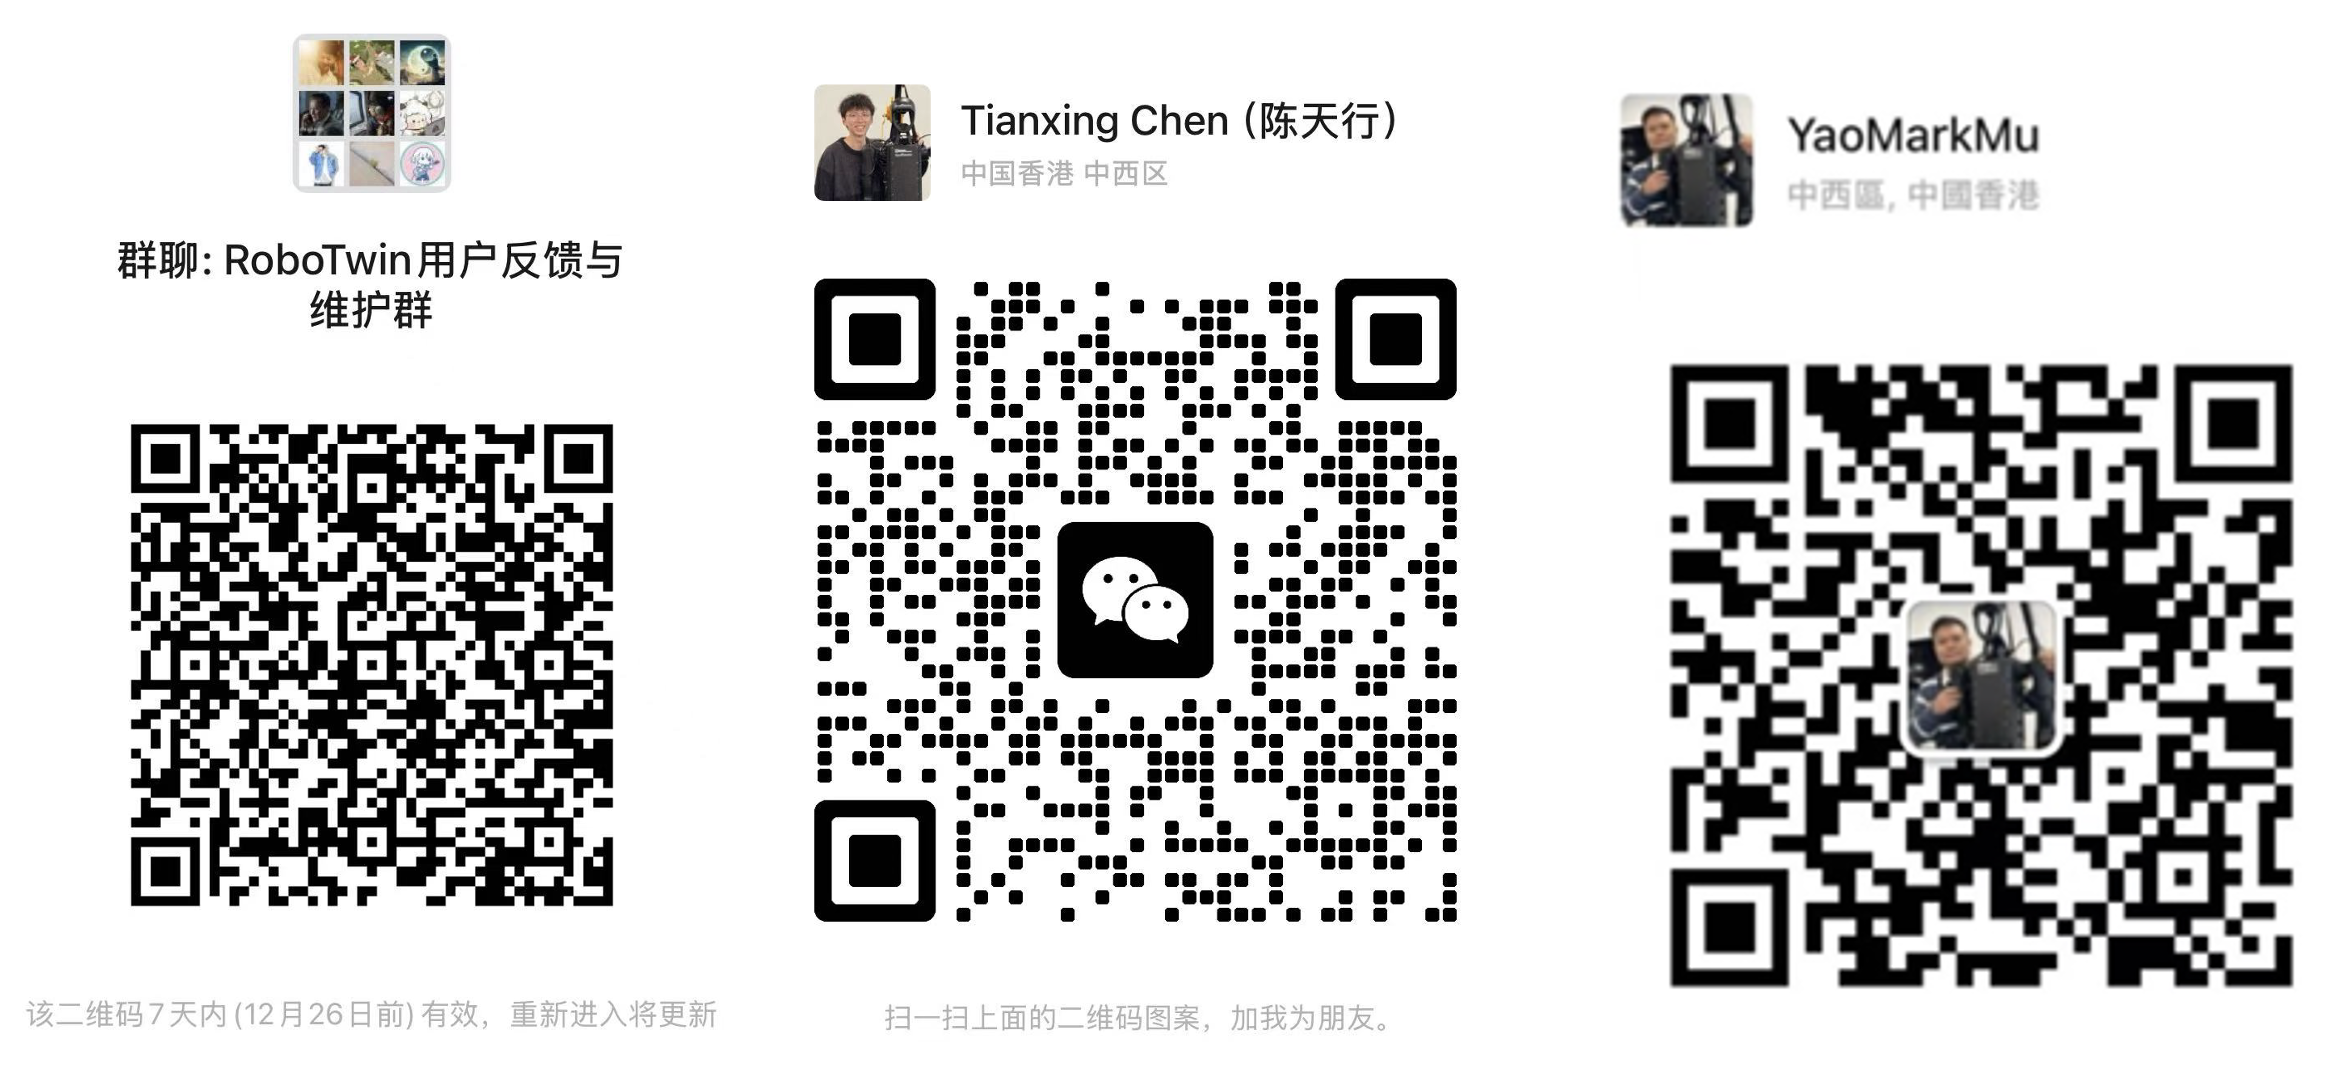 群聊: RoboTwin用户反馈与
维护群
该二维码7天内(12月26日前)有效，重新进入将更新
Tianxing Chen（陈天行）
中国香港 中西区
扫一扫上面的二维码图案，加我为朋友。
YaoMarkMu
中西區, 中國香港